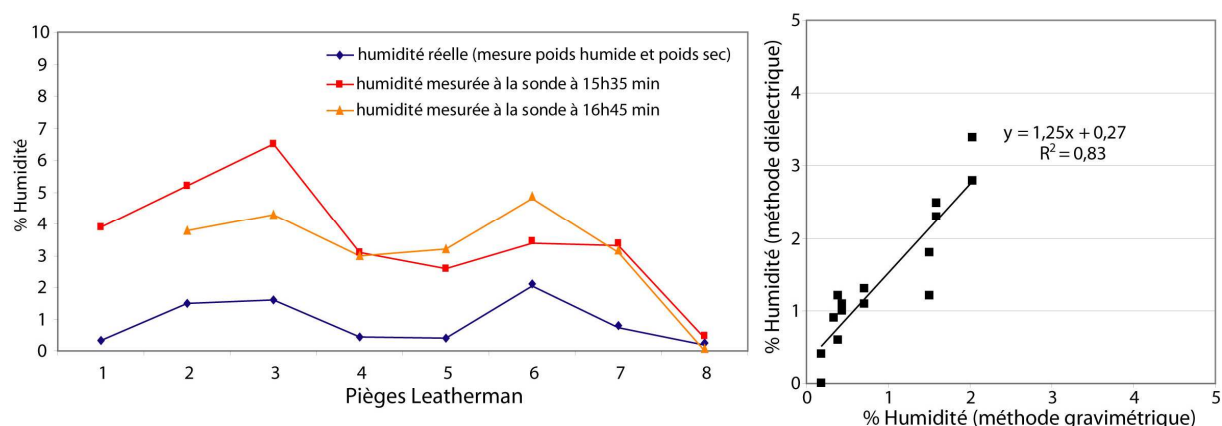 10
9
8
7
6
5
4
3
2
1
0
% Humidité
humidité réelle (mesure poids humide et poids sec)
humidité mesurée à la sonde à 15h35 min
humidité mesurée à la sonde à 16h45 min
1 2 3 4 5 6 7 8
Pièges Leatherman
5
4
3
2
1
0
% Humidité (méthode diélectrique)
y = 1,25x + 0,27
R² = 0,83
0 1 2 3 4 5
% Humidité (méthode gravimétrique)